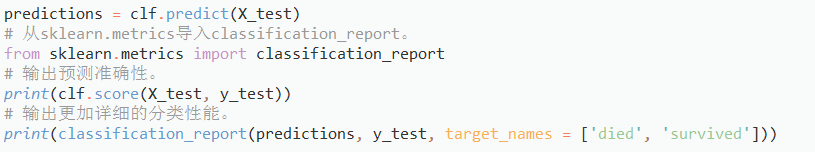 predictions = clf.predict(X_test)
# 从sklearn.metrics导入classification_report。
from sklearn.metrics import classification_report
# 输出预测准确性。
print(clf.score(X_test, y_test))
# 输出更加详细的分类性能。
print(classification_report(predictions, y_test, target_names = ['died', 'survived']))